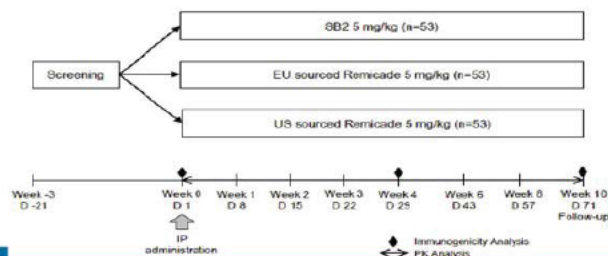 SB2 5 mg/kg (n=53)
Screening
EU sourced Remicade 5 mg/kg (n=53)
US sourced Remicade 5 mg/kg (n=53)
Week -3 Week 0 Week 1 Week 2 Week 3 Week 4 Week 6 Week 8 Week 10
D -21 D 1 D 8 D 15 D 22 D 29 D 43 D 57 D 71
Follow-up
IP
administration
Immunogenicity Analysis
PK Analysis